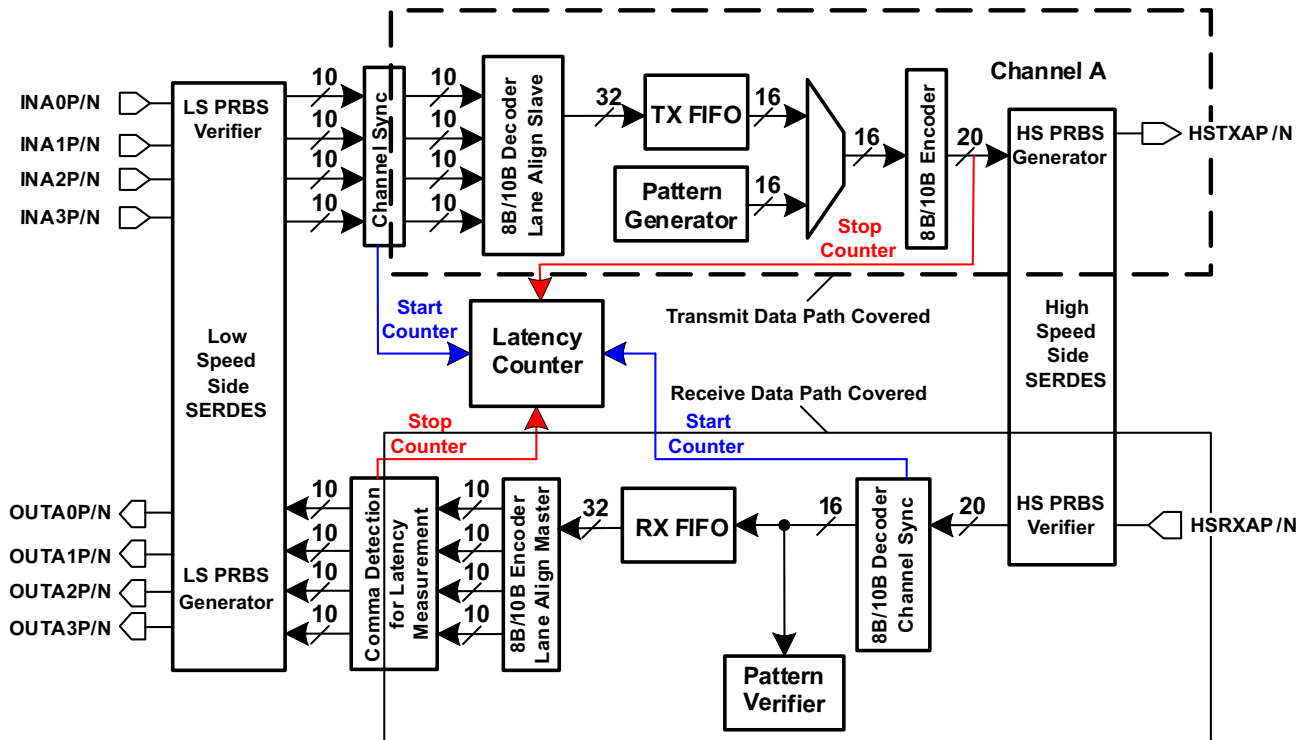 10
10
10
10
10
10
10
10
INA0P/N
INA1P/N
INA2P/N
INA3P/N
LS PRBS
Verifier
Channel Sync
8B/10B Decoder
Lane Align Slave
32
TX FIFO
16
Pattern
Generator
16
16
8B/10B Encoder
20
Channel A
HS PRBS
Generator
HSTXAP/N
Stop
Counter
Start
Counter
Latency
Counter
Transmit Data Path Covered
Receive Data Path Covered
Low
Speed
Side
SERDES
High
Speed
Side
SERDES
Stop
Counter
Start
Counter
OUTA0P/N
OUTA1P/N
OUTA2P/N
OUTA3P/N
LS PRBS
Generator
10
10
10
10
Comma Detection
for Latency
Measurement
10
10
10
10
8B/10B Encoder
Lane Align Master
32
RX FIFO
16
8B/10B Decoder
Channel Sync
20
HS PRBS
Verifier
HSRXAP/N
Pattern
Verifier